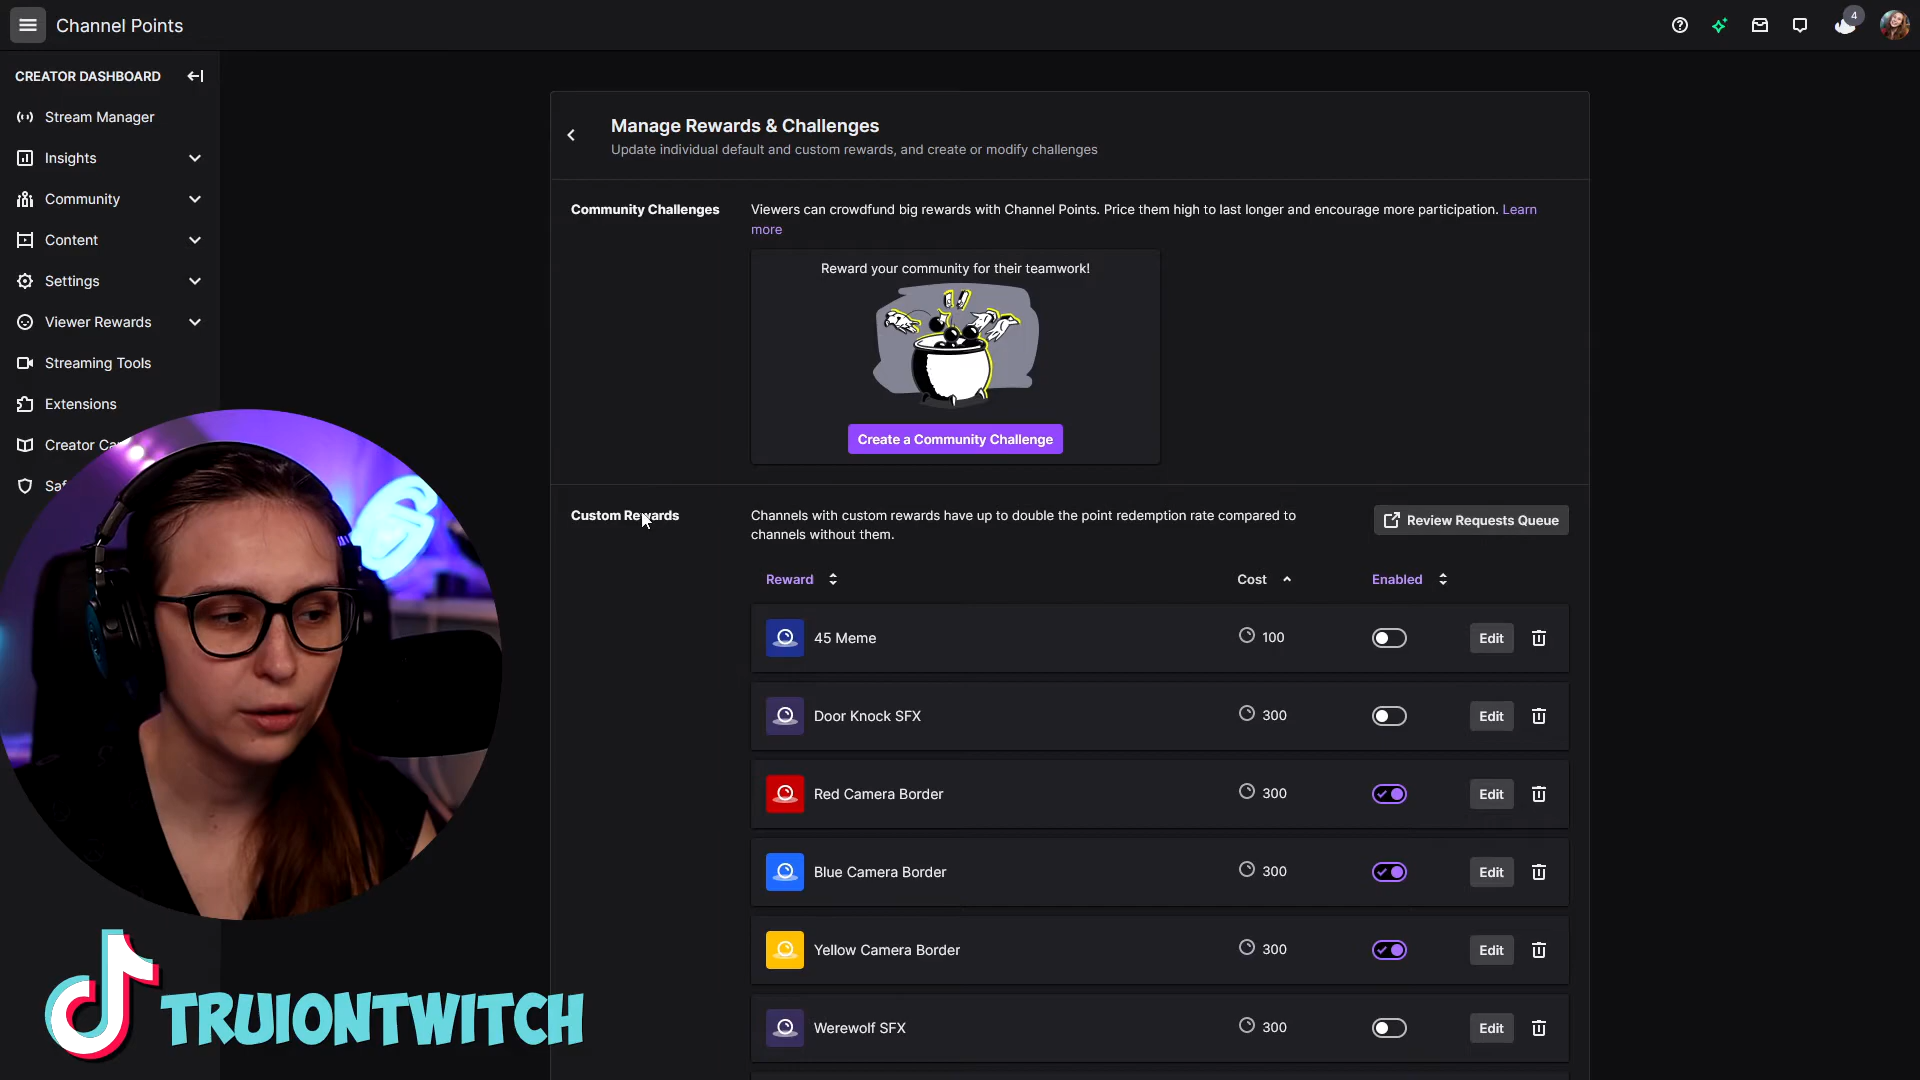 Channel Points
4
CREATOR DASHBOARD
Stream Manager
Insights
Community
Content
Settings
Viewer Rewards
Streaming Tools
Extensions
Creator
Manage Rewards & Challenges
Update individual default and custom rewards, and create or modify challenges
Community Challenges
Viewers can crowdfund big rewards with Channel Points. Price them high to last longer and encourage more participation. Learn
more
Reward your community for their teamwork!
Create a Community Challenge
Custom Rewards
Channels with custom rewards have up to double the point redemption rate compared to
channels without them.
Review Requests Queue
Reward Cost Enabled
45 Meme 100 Edit
Door Knock SFX 300 Edit
Red Camera Border 300 Edit
Blue Camera Border 300 Edit
Yellow Camera Border 300 Edit
Werewolf SFX 300 Edit
TRUIONTWITCH